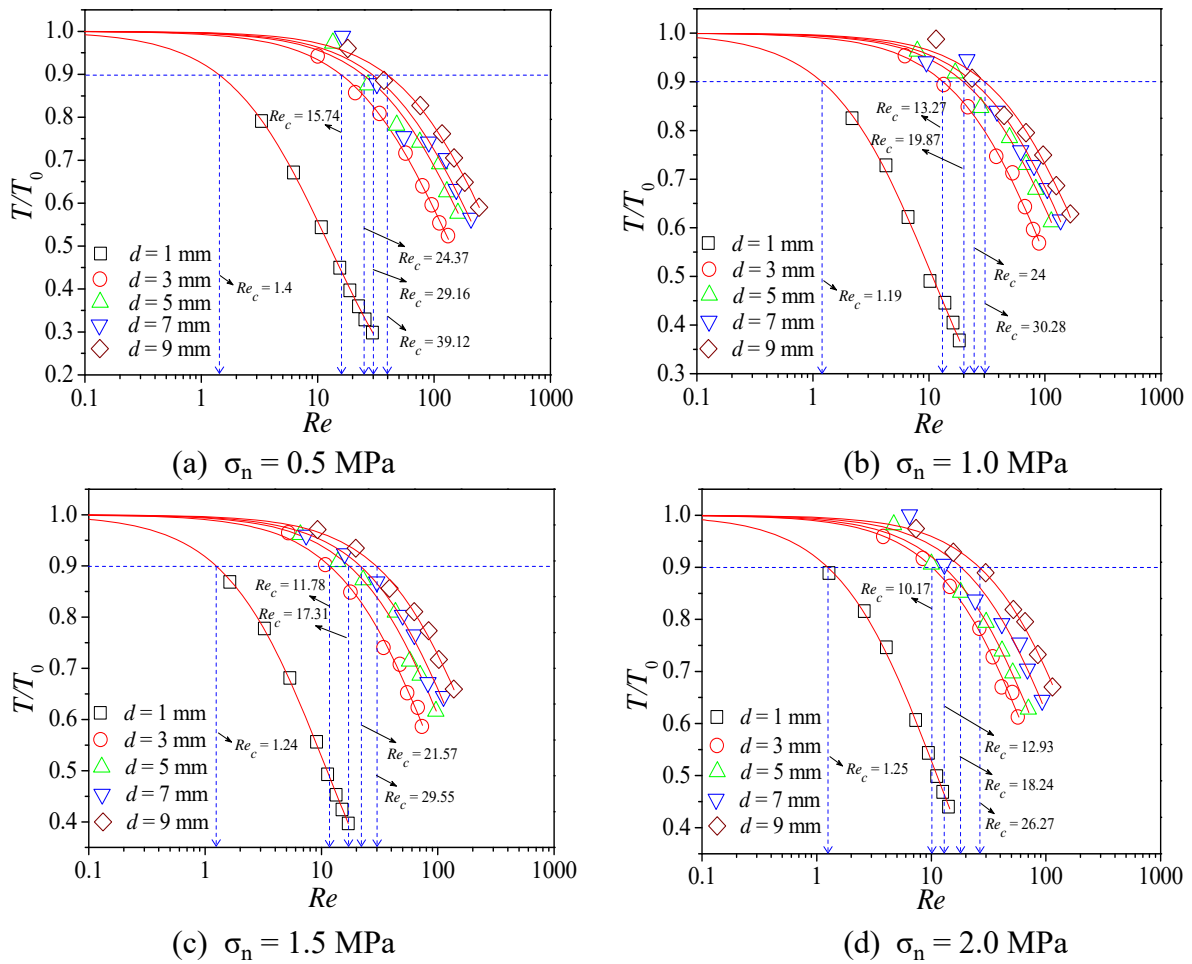 1.0
0.9
0.8
0.7
0.6
0.5
0.4
0.3
0.2
T/T0
Rec = 15.74
Rec = 1.4
Rec = 24.37
Rec = 29.16
Rec = 39.12
d = 1 mm
d = 3 mm
d = 5 mm
d = 7 mm
d = 9 mm
0.1 1 10 100 1000
Re
(a) σn = 0.5 MPa
1.0
0.9
0.8
0.7
0.6
0.5
0.4
0.3
T/T0
Rec = 13.27
Rec = 19.87
Rec = 24
Rec = 1.19
Rec = 30.28
d = 1 mm
d = 3 mm
d = 5 mm
d = 7 mm
d = 9 mm
0.1 1 10 100 1000
Re
(b) σn = 1.0 MPa
1.0
0.9
0.8
0.7
0.6
0.5
0.4
T/T0
Rec = 11.78
Rec = 17.31
Rec = 1.24
Rec = 21.57
Rec = 29.55
d = 1 mm
d = 3 mm
d = 5 mm
d = 7 mm
d = 9 mm
0.1 1 10 100 1000
Re
(c) σn = 1.5 MPa
1.0
0.9
0.8
0.7
0.6
0.5
0.4
T/T0
Rec = 10.17
Rec = 12.93
Rec = 1.25
Rec = 18.24
Rec = 26.27
d = 1 mm
d = 3 mm
d = 5 mm
d = 7 mm
d = 9 mm
0.1 1 10 100 1000
Re
(d) σn = 2.0 MPa